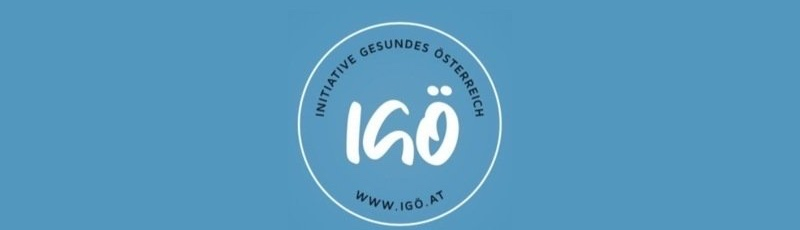 INITIATIVE GESUNDES ÖSTERREICH
IGÖ
WWW.IGÖ.AT